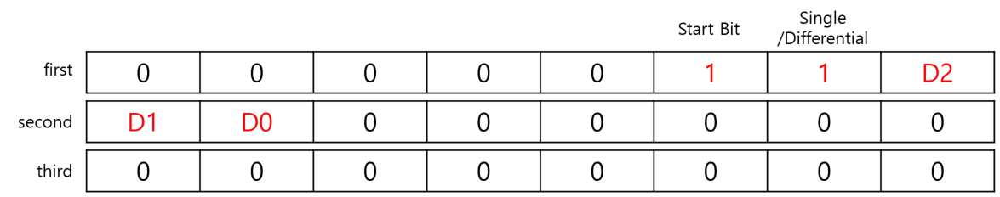 Start Bit Single
/Differential
first 0 0 0 0 0 1 1 D2
second D1 D0 0 0 0 0 0 0
third 0 0 0 0 0 0 0 0